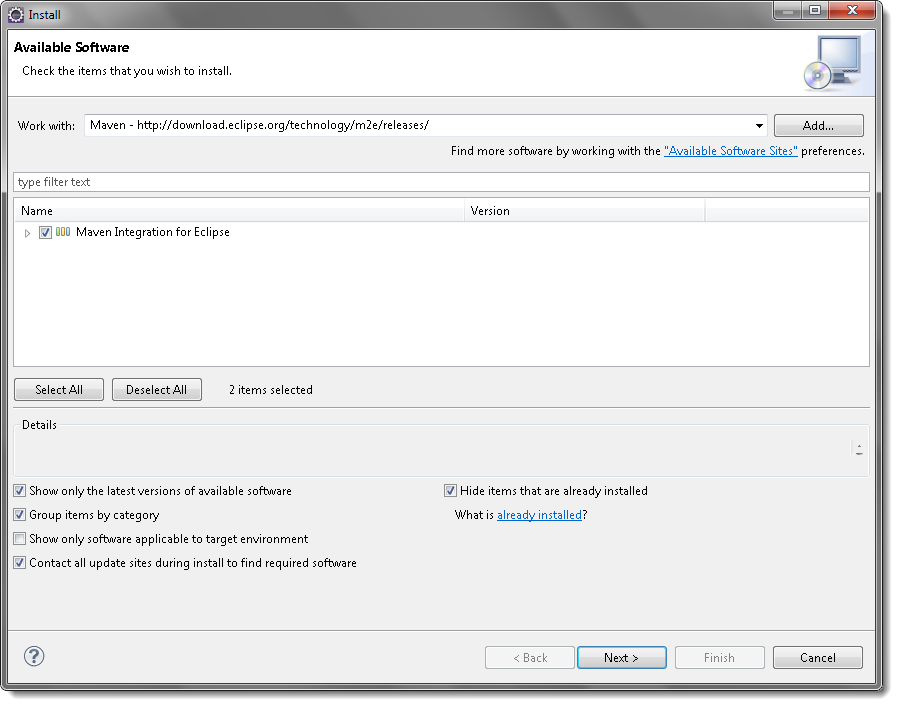 Install
Available Software
Check the items that you wish to install.
Work with: Maven - http://download.eclipse.org/technology/m2e/releases/ Add...
Find more software by working with the "Available Software Sites" preferences.
type filter text
Name Version
Maven Integration for Eclipse
Select All Deselect All 2 items selected
Details
Show only the latest versions of available software Hide items that are already installed
Group items by category What is already installed?
Show only software applicable to target environment
Contact all update sites during install to find required software
? < Back Next > Finish Cancel